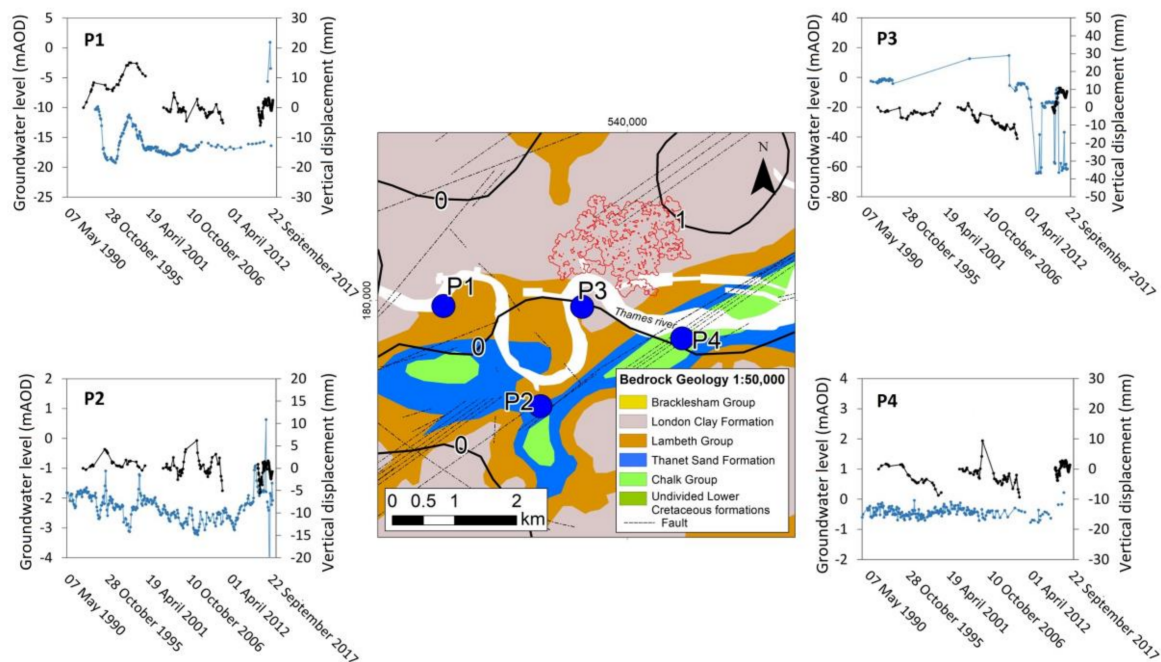 P1
Groundwater level (mAOD)
5
0
-5
-10
-15
-20
-25
30
20
10
0
-10
-20
-30
Vertical displacement (mm)
07 May 1990
28 October 1995
19 April 2001
10 October 2006
01 April 2012
22 September 2017
P3
Groundwater level (mAOD)
40
20
0
-20
-40
-60
-80
50
40
30
20
10
0
-10
-20
-30
-40
-50
Vertical displacement (mm)
07 May 1990
28 October 1995
19 April 2001
10 October 2006
01 April 2012
22 September 2017
540,000
180,000
N
0
1
P1
P3
Thames river
0
P4
P2
0
0 0.5 1 2
km
Bedrock Geology 1:50,000
Bracklesham Group
London Clay Formation
Lambeth Group
Thanet Sand Formation
Chalk Group
Undivided Lower
Cretaceous formations
Fault
P2
Groundwater level (mAOD)
2
1
0
-1
-2
-3
-4
20
15
10
5
0
-5
-10
-15
-20
Vertical displacement (mm)
07 May 1990
28 October 1995
19 April 2001
10 October 2006
01 April 2012
22 September 2017
P4
Groundwater level (mAOD)
4
3
2
1
0
-1
-2
30
20
10
0
-10
-20
-30
Vertical displacement (mm)
07 May 1990
28 October 1995
19 April 2001
10 October 2006
01 April 2012
22 September 2017